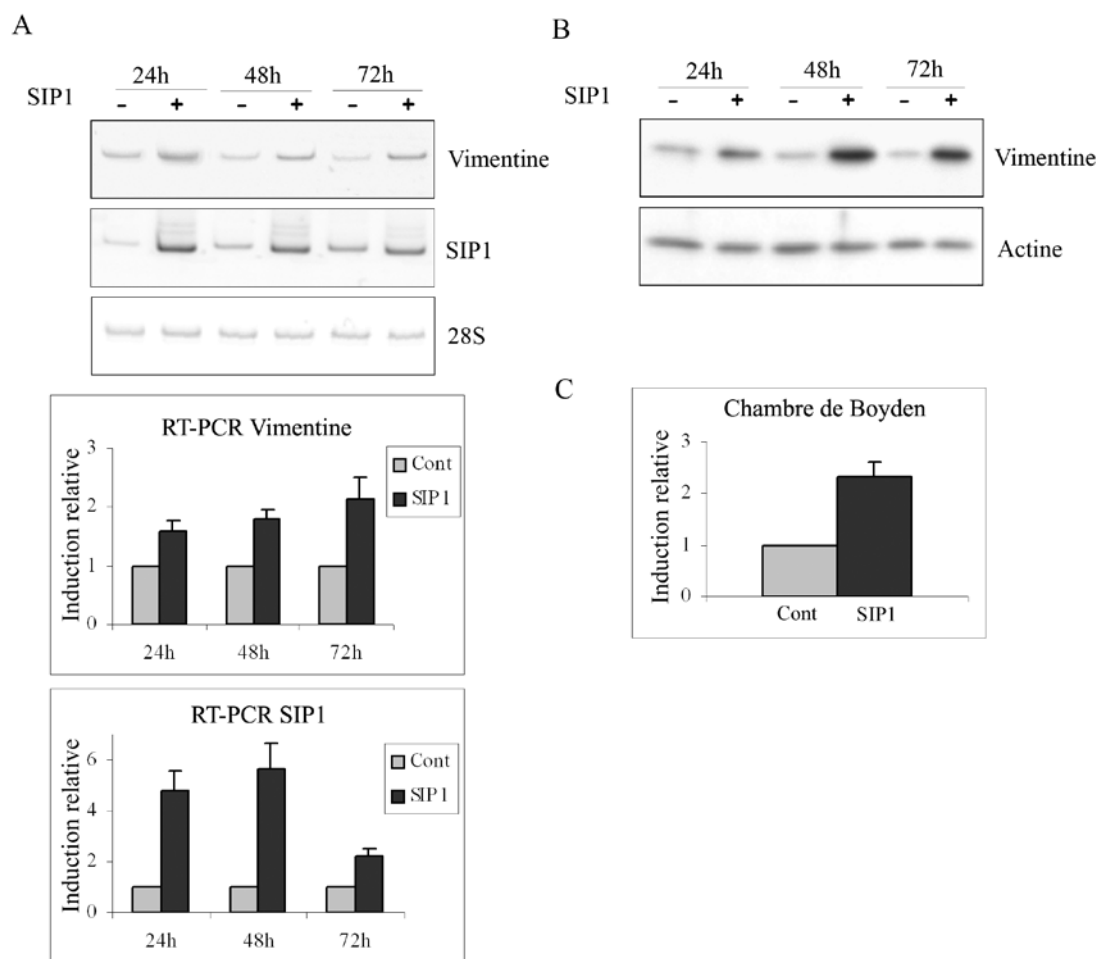 A
24h 48h 72h
SIP1 - + - + - +
Vimentine
SIP1
28S
RT-PCR Vimentine
Induction relative
3
2
1
0
24h 48h 72h
Cont
SIP1
RT-PCR SIP1
Induction relative
6
4
2
0
24h 48h 72h
Cont
SIP1
B
24h 48h 72h
SIP1 - + - + - +
Vimentine
Actine
C
Chambre de Boyden
Induction relative
3
2
1
0
Cont SIP1